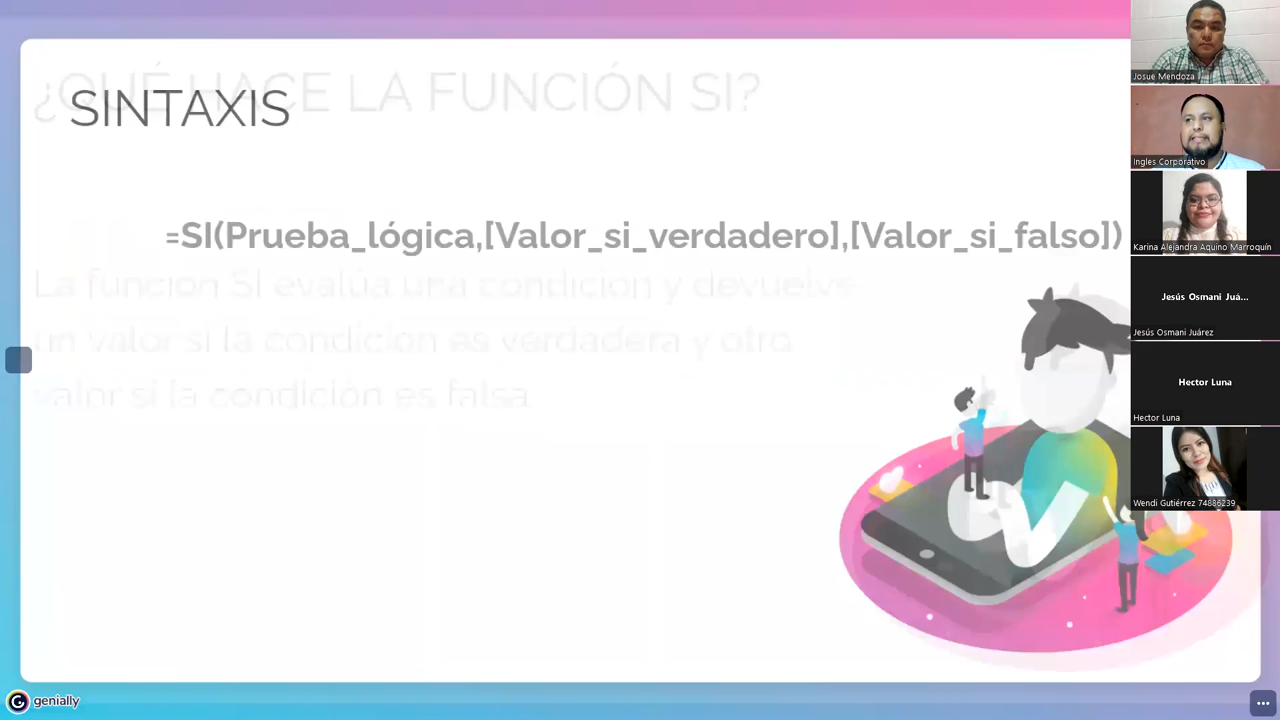 ¿QUÉ HACE LA FUNCIÓN SI?
SINTAXIS
=SI(Prueba_lógica,[Valor_si_verdadero],[Valor_si_falso])
La función SI evalúa una condición y devuelve
un valor si la condición es verdadera y otro
valor si la condición es falsa
genially
Josue Mendoza
Ingles Corporativo
Karina Alejandra Aquino Marroquín
Jesús Osmani Juá...
Jesús Osmani Juárez
Hector Luna
Hector Luna
Wendi Gutiérrez 74886239